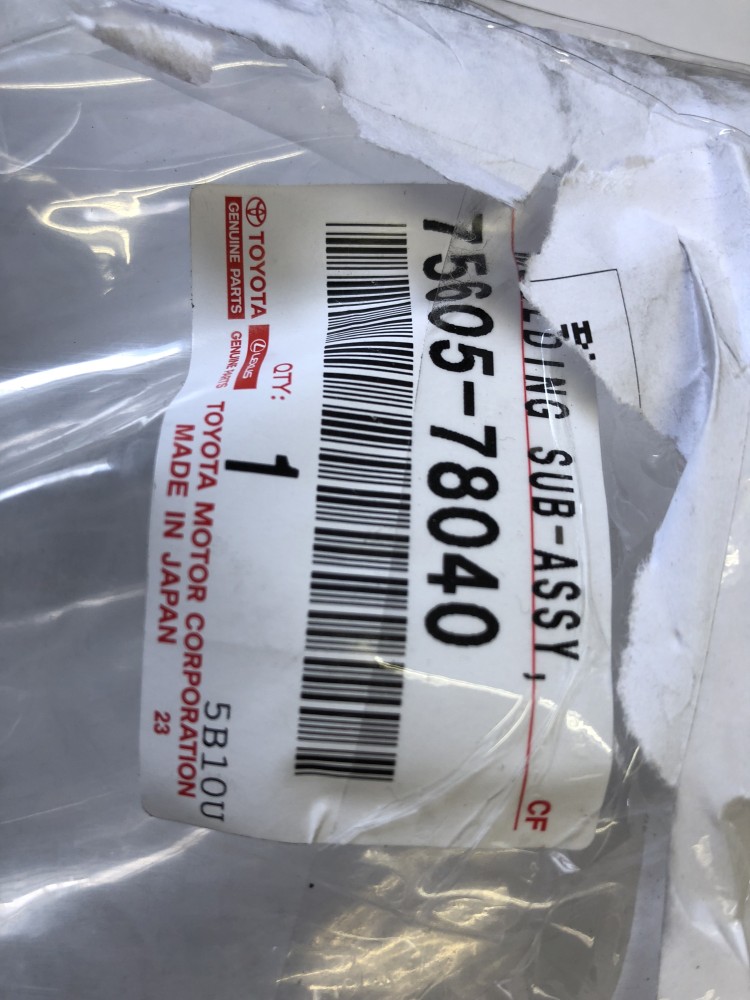 SUB-ASSY,
CF
75605-78040
QTY:
1
5B10U
TOYOTA
GENUINE PARTS
LEXUS
GENUINE PARTS
TOYOTA MOTOR CORPORATION
MADE IN JAPAN
23